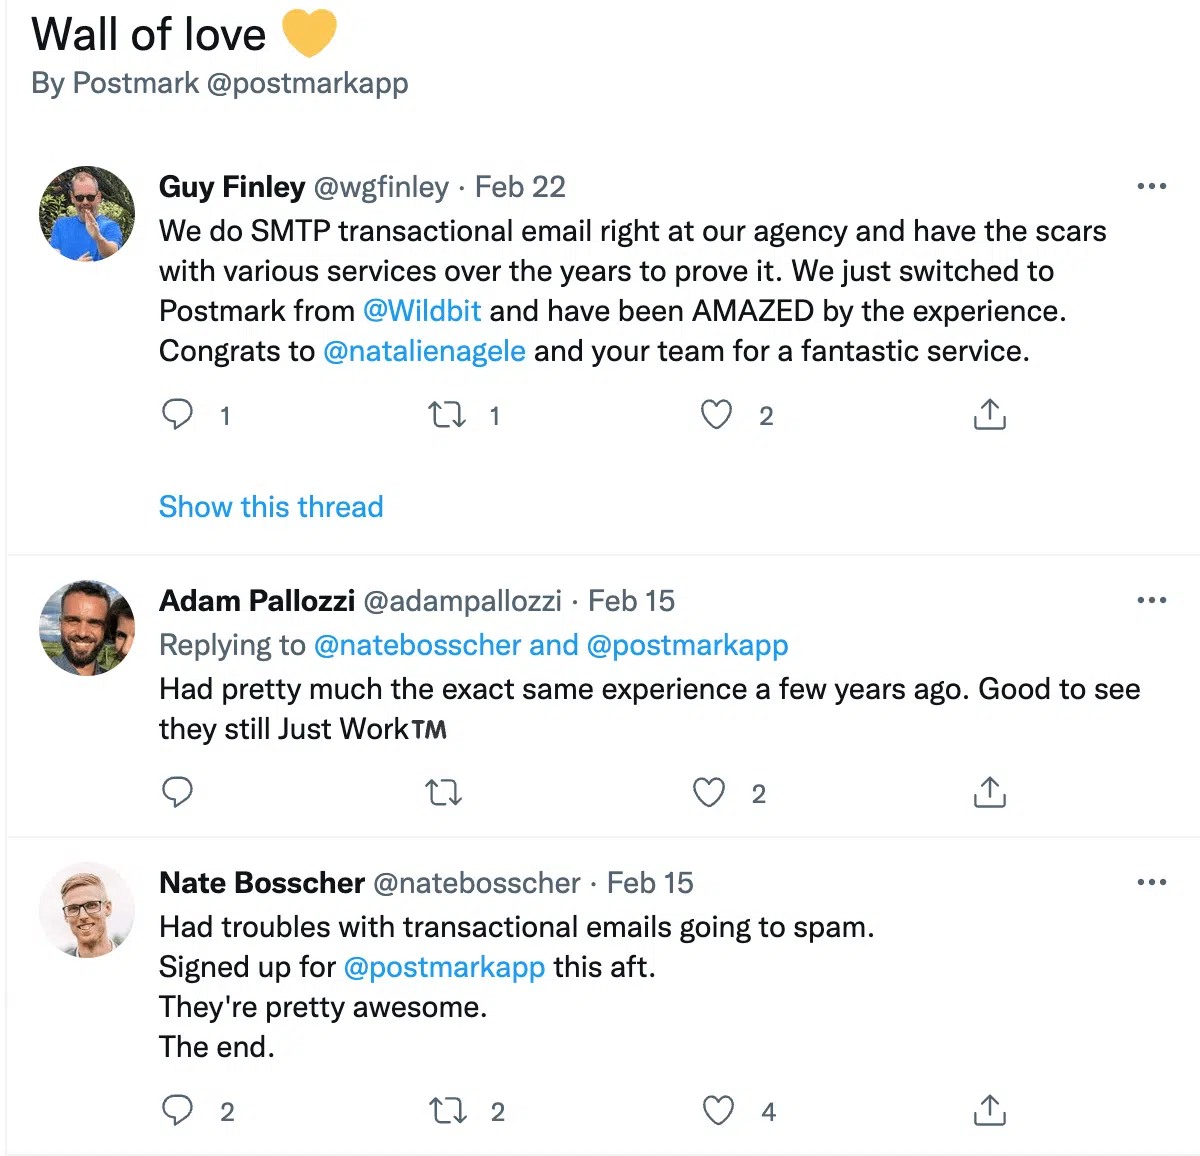 Wall of love 💛
By Postmark @postmarkapp
Guy Finley @wgfinley · Feb 22
We do SMTP transactional email right at our agency and have the scars
with various services over the years to prove it. We just switched to
Postmark from @Wildbit and have been AMAZED by the experience.
Congrats to @natalienagele and your team for a fantastic service.
1 1 2
Show this thread
Adam Pallozzi @adampallozzi · Feb 15
Replying to @natebosscher and @postmarkapp
Had pretty much the exact same experience a few years ago. Good to see
they still Just Work™
2
Nate Bosscher @natebosscher · Feb 15
Had troubles with transactional emails going to spam.
Signed up for @postmarkapp this aft.
They're pretty awesome.
The end.
2 2 4